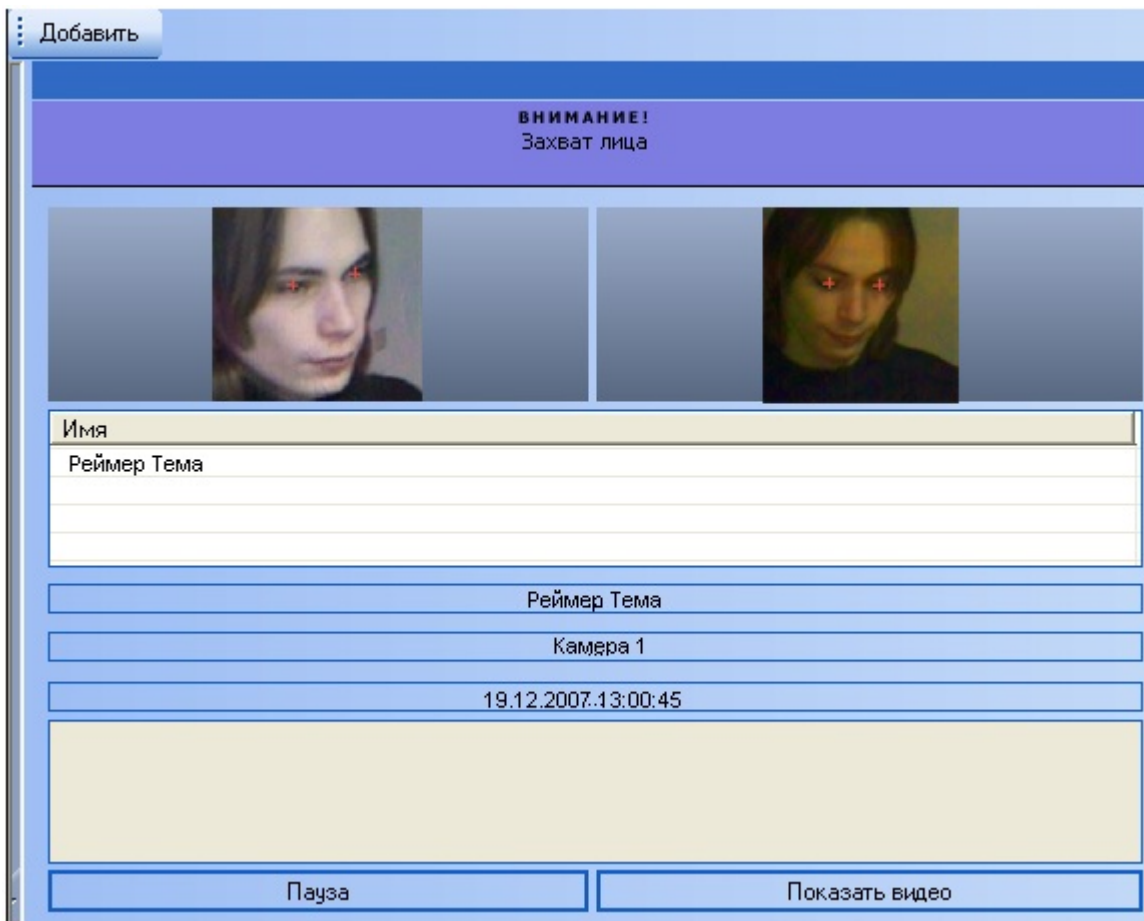 Добавить
ВНИМАНИЕ!
Захват лица
Имя
Реймер Тема
Реймер Тема
Камера 1
19.12.2007 13:00:45
Пауза
Показать видео